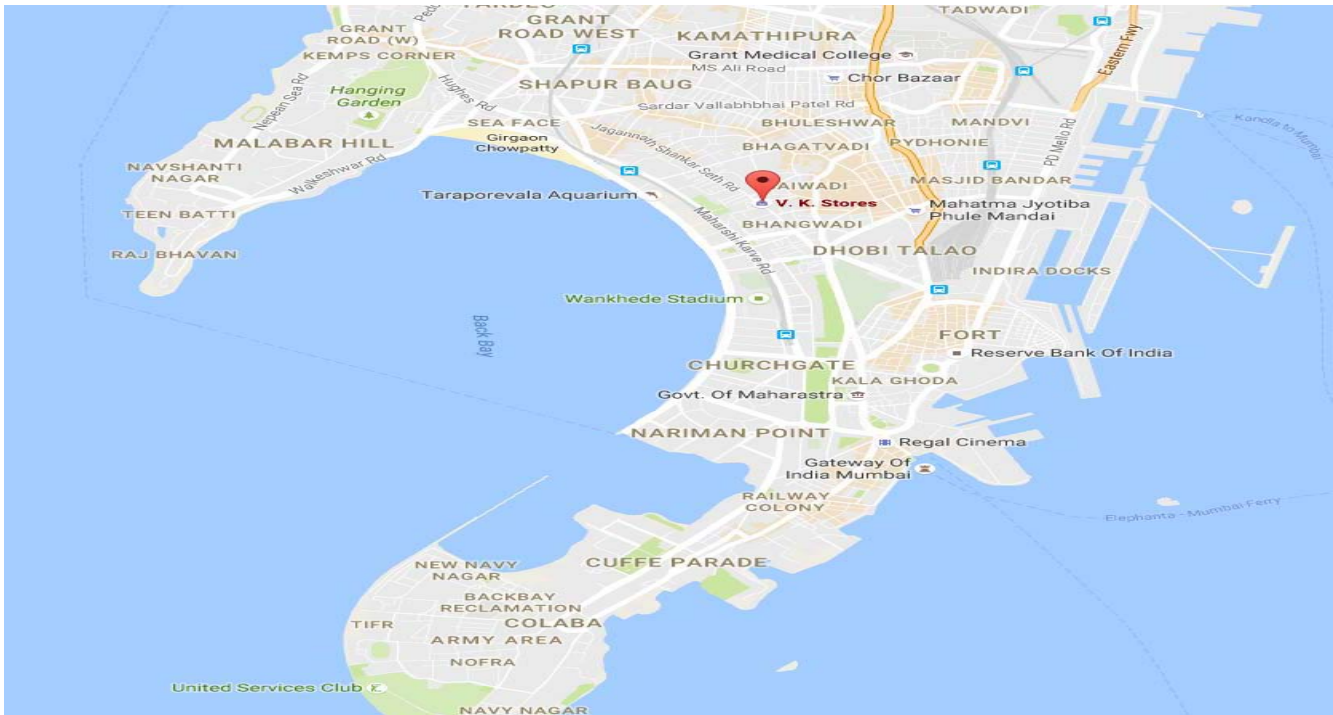 TARDEO
TADWADI
GRANT
ROAD (W)
GRANT
ROAD WEST
KAMATHIPURA
KEMPS CORNER
Grant Medical College
Eastern Fwy
MS Ali Road
Chor Bazaar
Hanging
Garden
Hughes Rd
SHAPUR BAUG
Nepean Sea Rd
Sardar Vallabhbhai Patel Rd
SEA FACE
BHULESHWAR
MANDVI
Kandla to Mumbai
Girgaon
Chowpatty
Jagannath Shankar Seth Rd
PD Mello Rd
MALABAR HILL
BHAGATVADI
PYDHONIE
NAVSHANTI
NAGAR
Walkeshwar Rd
MASJID BANDAR
AIWADI
Taraporevala Aquarium
V. K. Stores
Mahatma Jyotiba
Phule Mandai
TEEN BATTI
BHANGWADI
Maharshi Karve Rd
RAJ BHAVAN
DHOBI TALAO
INDIRA DOCKS
Wankhede Stadium
Back Bay
FORT
Reserve Bank Of India
CHURCHGATE
KALA GHODA
Govt. Of Maharastra
NARIMAN POINT
Regal Cinema
Gateway Of
India Mumbai
RAILWAY
COLONY
Elephanta - Mumbai Ferry
CUFFE PARADE
NEW NAVY
NAGAR
BACKBAY
RECLAMATION
TIFR
COLABA
ARMY AREA
NOFRA
United Services Club
NAVY NAGAR